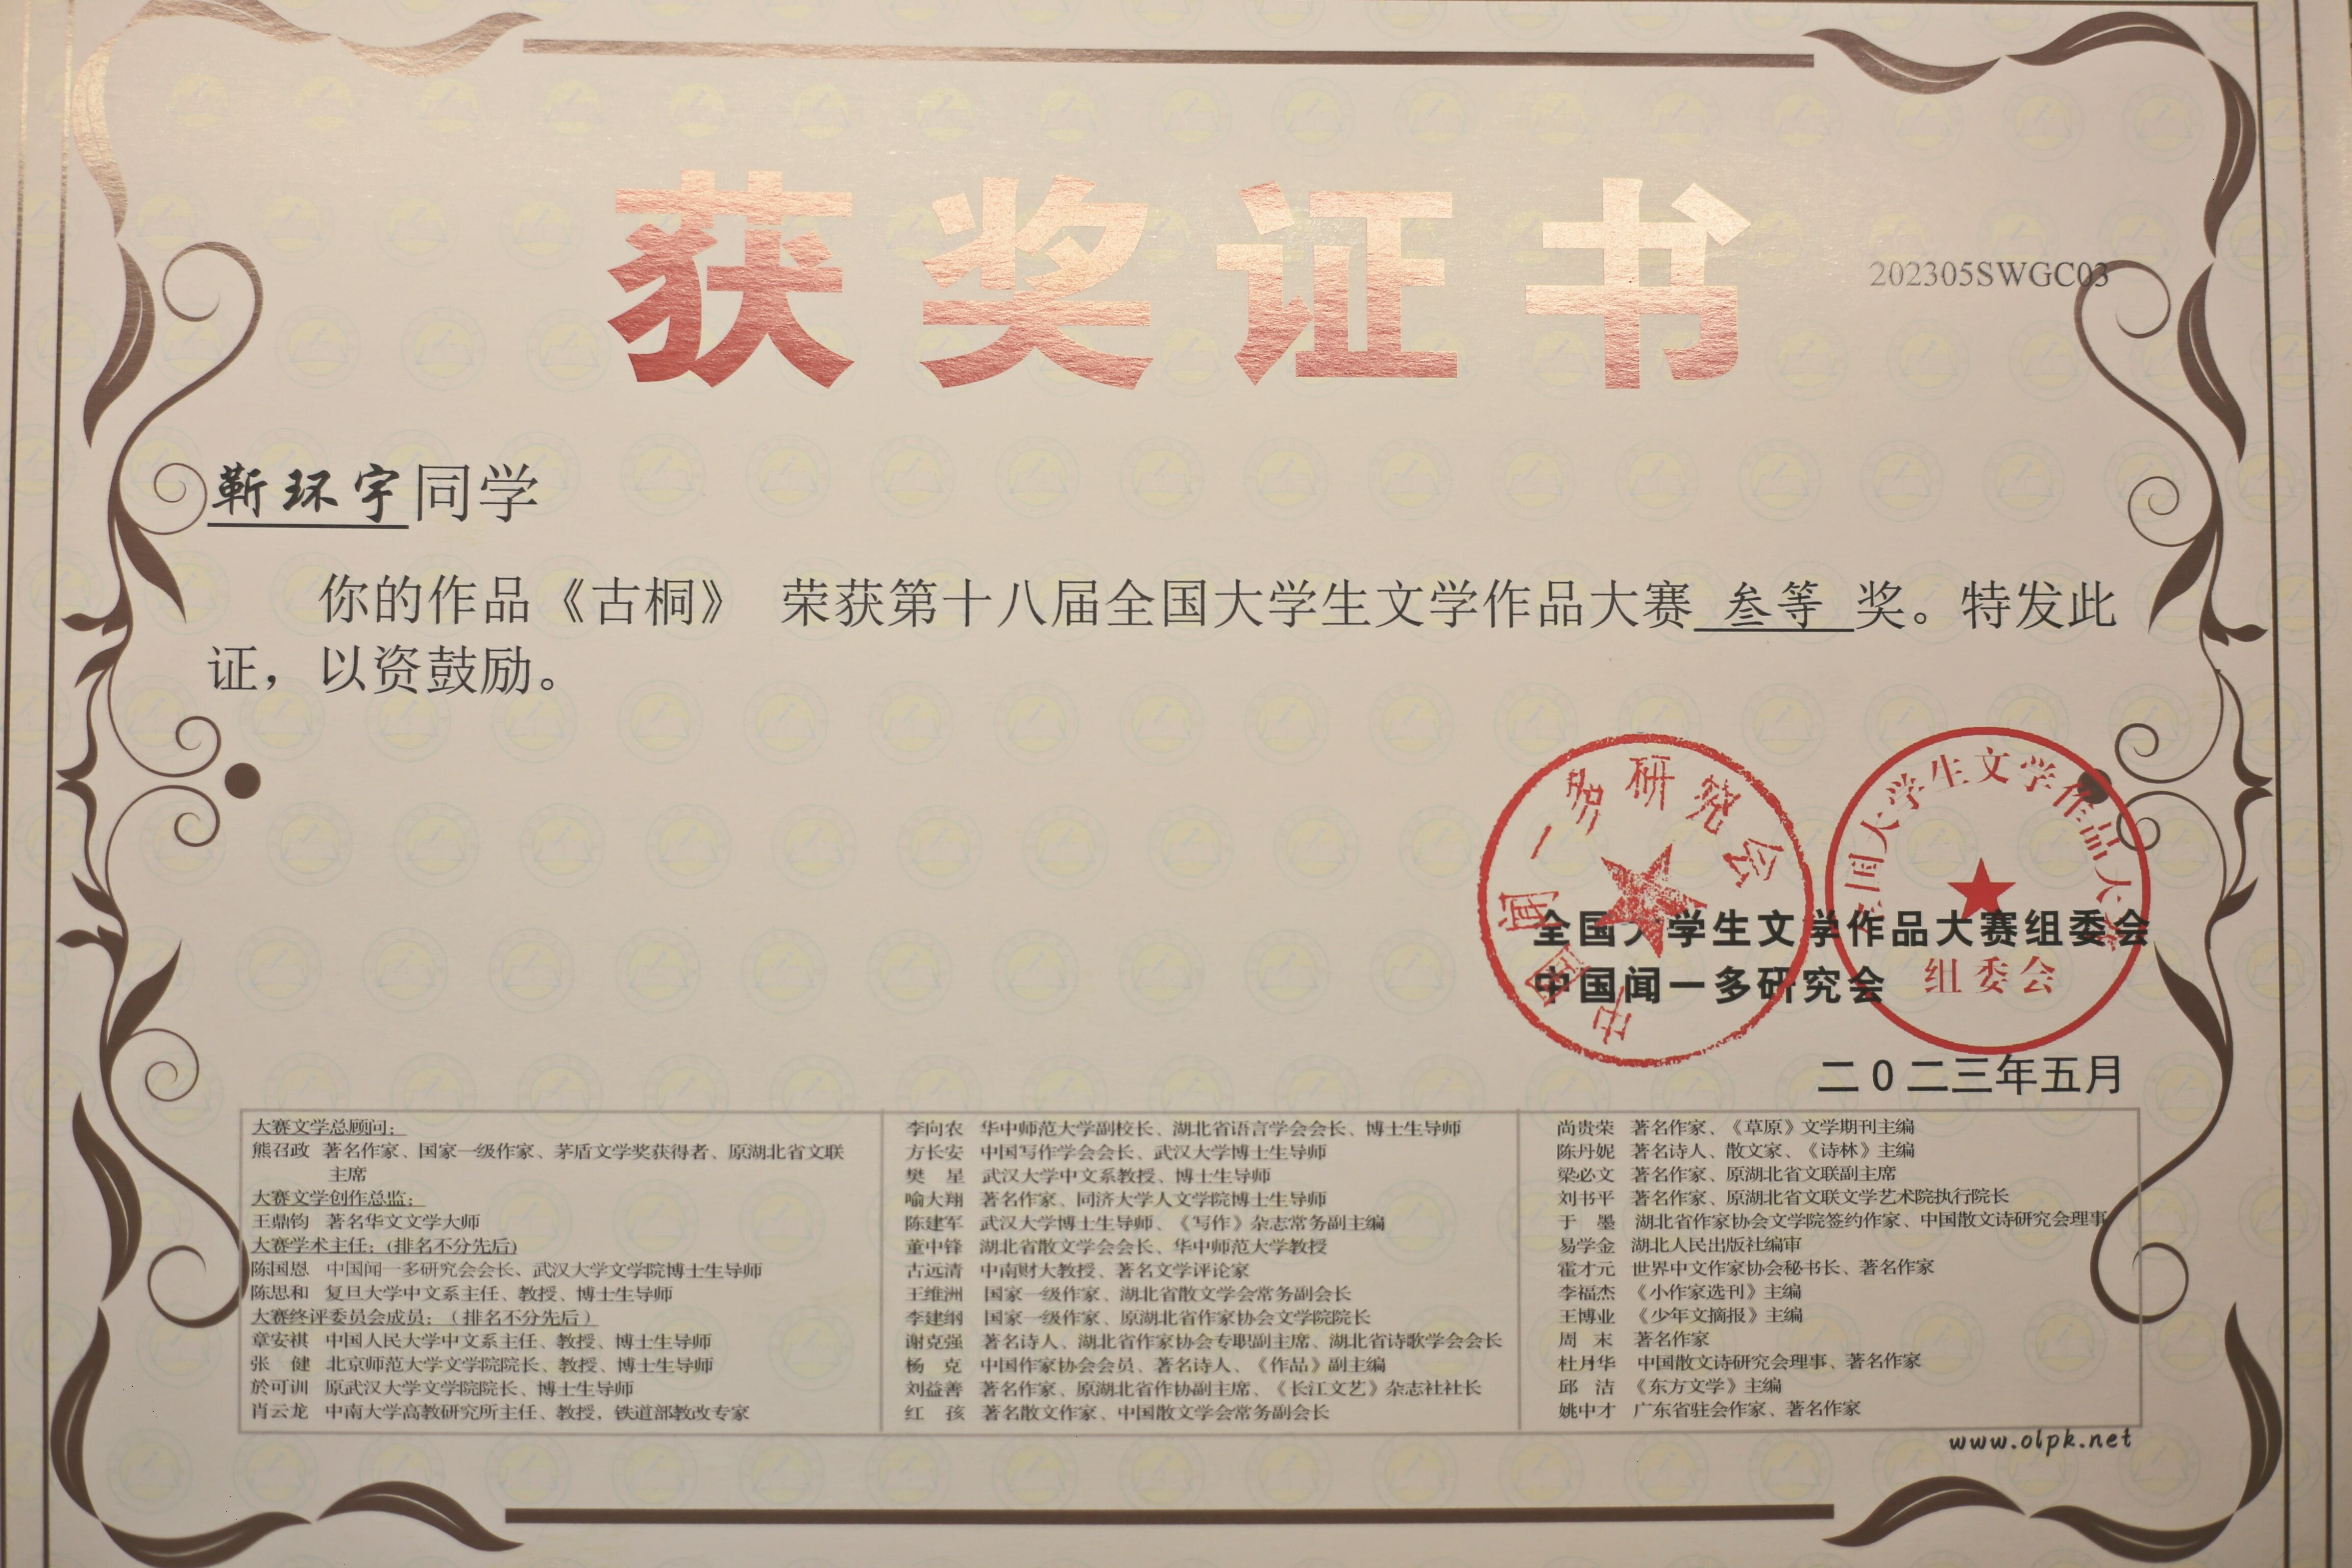 获奖证书
202305SWGC03
靳环宇同学
你的作品《古桐》 荣获第十八届全国大学生文学作品大赛 叁等 奖。特发此
证，以资鼓励。
中国闻一多研究会
全国大学生文学作品大赛
组委会
全国大学生文学作品大赛组委会
中国闻一多研究会
二0二三年五月
大赛文学总顾问：
熊召政 著名作家、国家一级作家、茅盾文学奖获得者、原湖北省文联
主席
大赛文学创作总监：
王鼎钧 著名华文文学大师
大赛学术主任：(排名不分先后)
陈国恩 中国闻一多研究会会长、武汉大学文学院博士生导师
陈思和 复旦大学中文系主任、教授、博士生导师
大赛终评委员会成员：（排名不分先后）
章安祺 中国人民大学中文系主任、教授、博士生导师
张 健 北京师范大学文学院院长、教授、博士生导师
於可训 原武汉大学文学院院长、博士生导师
肖云龙 中南大学高教研究所主任、教授，铁道部教改专家
李向农 华中师范大学副校长、湖北省语言学会会长、博士生导师
方长安 中国写作学会会长、武汉大学博士生导师
樊 星 武汉大学中文系教授、博士生导师
喻大翔 著名作家、同济大学人文学院博士生导师
陈建军 武汉大学博士生导师、《写作》杂志常务副主编
董中锋 湖北省散文学会会长、华中师范大学教授
古远清 中南财大教授、著名文学评论家
王维洲 国家一级作家、湖北省散文学会常务副会长
李建纲 国家一级作家、原湖北省作家协会文学院院长
谢克强 著名诗人、湖北省作家协会专职副主席、湖北省诗歌学会会长
杨 克 中国作家协会会员、著名诗人、《作品》副主编
刘益善 著名作家、原湖北省作协副主席、《长江文艺》杂志社社长
红 孩 著名散文作家、中国散文学会常务副会长
尚贵荣 著名作家、《草原》文学期刊主编
陈丹妮 著名诗人、散文家、《诗林》主编
梁必文 著名作家、原湖北省文联副主席
刘书平 著名作家、原湖北省文联文学艺术院执行院长
于 墨 湖北省作家协会文学院签约作家、中国散文诗研究会理事
易学金 湖北人民出版社编审
霍才元 世界中文作家协会秘书长、著名作家
李福杰 《小作家选刊》主编
王博业 《少年文摘报》主编
周 末 著名作家
杜月华 中国散文诗研究会理事、著名作家
邱 洁 《东方文学》主编
姚中才 广东省驻会作家、著名作家
www.olpk.net